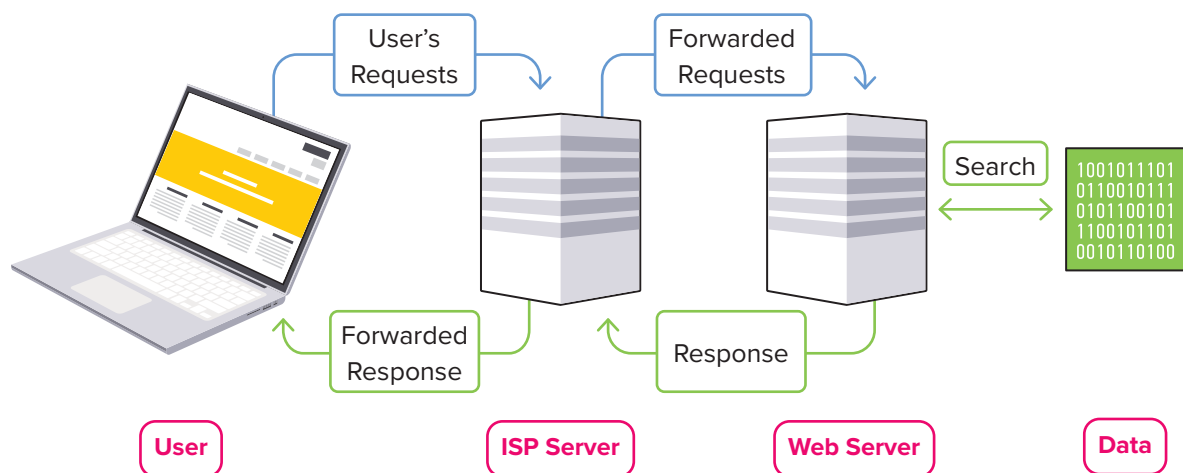 User's
Requests
Forwarded
Requests
Search
1001011101
0110010111
0101100101
1100101101
0010110100
Forwarded
Response
Response
User
ISP Server
Web Server
Data